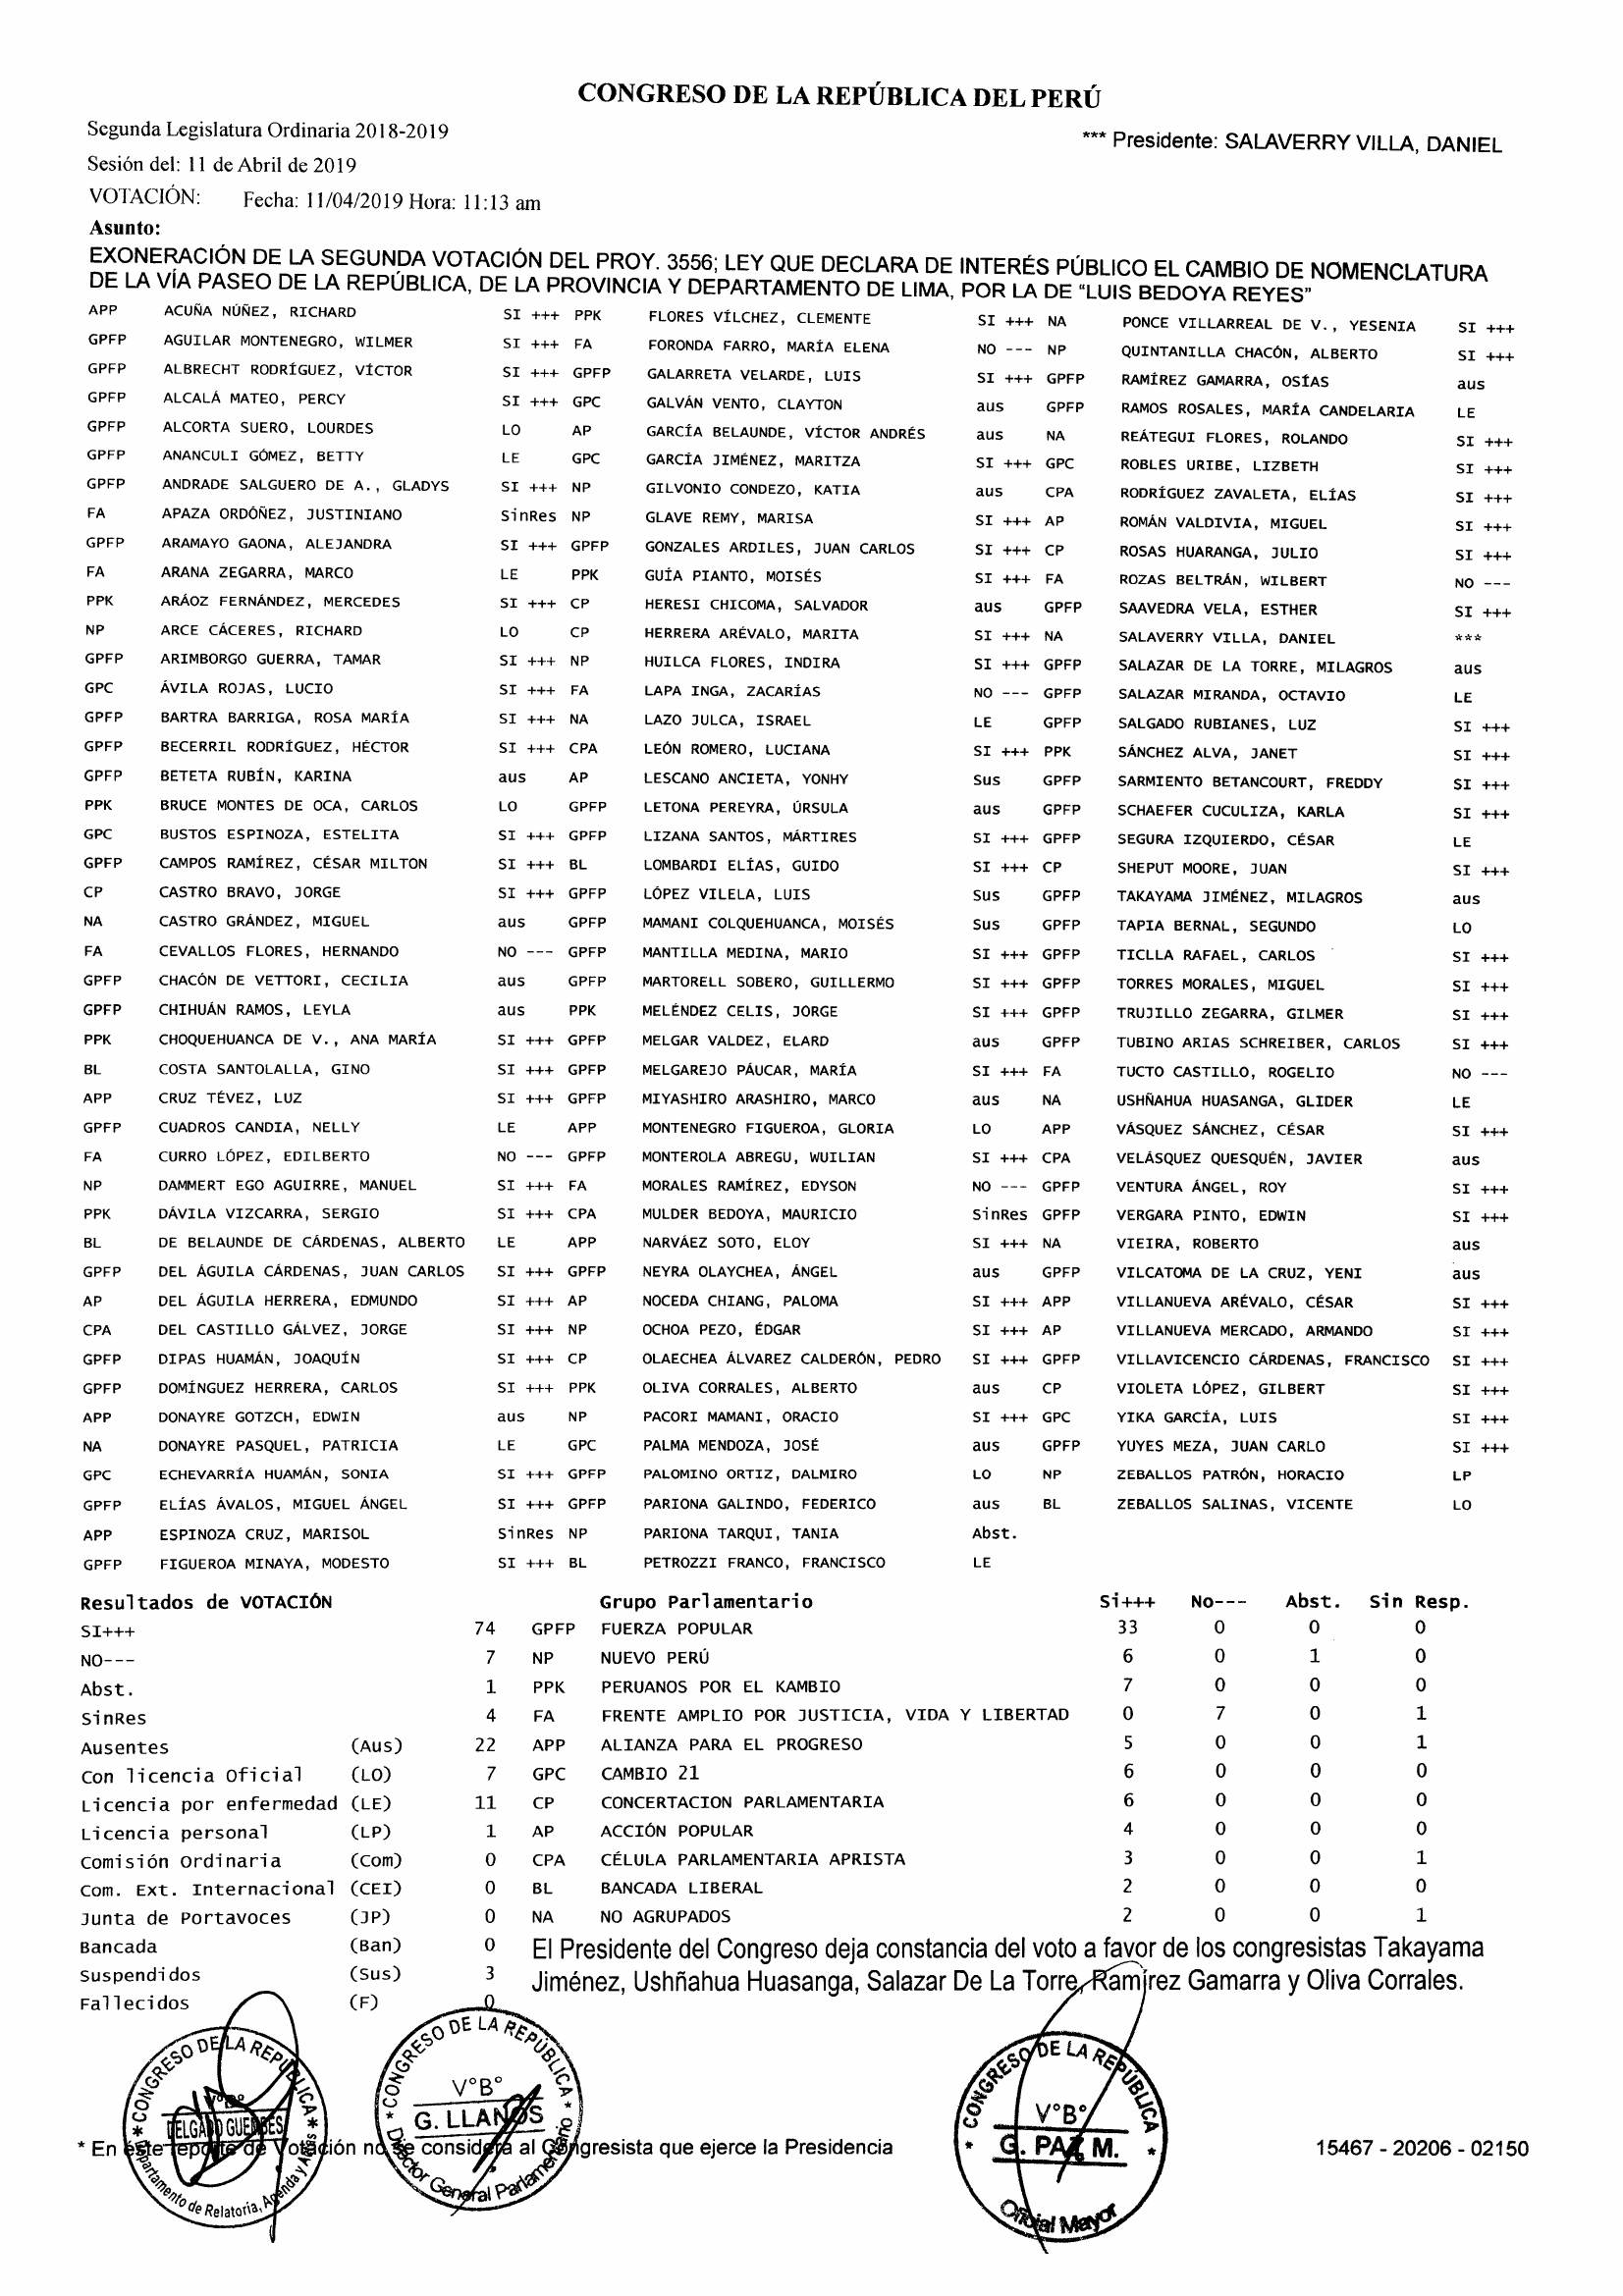 CONGRESO DE LA REPÚBLICA DEL PERÚ
Segunda Legislatura Ordinaria 2018-2019
*** Presidente: SALAVERRY VILLA, DANIEL
Sesión del: 11 de Abril de 2019
VOTACIÓN: Fecha: 11/04/2019 Hora: 11:13 am
Asunto:
EXONERACIÓN DE LA SEGUNDA VOTACIÓN DEL PROY. 3556; LEY QUE DECLARA DE INTERÉS PÚBLICO EL CAMBIO DE NOMENCLATURA
DE LA VÍA PASEO DE LA REPÚBLICA, DE LA PROVINCIA Y DEPARTAMENTO DE LIMA, POR LA DE “LUIS BEDOYA REYES”
APP ACUÑA NÚÑEZ, RICHARD SI +++ PPK FLORES VÍLCHEZ, CLEMENTE SI +++ NA PONCE VILLARREAL DE V., YESENIA SI +++
GPFP AGUILAR MONTENEGRO, WILMER SI +++ FA FORONDA FARRO, MARÍA ELENA NO --- NP QUINTANILLA CHACÓN, ALBERTO SI +++
GPFP ALBRECHT RODRÍGUEZ, VÍCTOR SI +++ GPFP GALARRETA VELARDE, LUIS SI +++ GPFP RAMÍREZ GAMARRA, OSÍAS aus
GPFP ALCALÁ MATEO, PERCY SI +++ GPC GALVÁN VENTO, CLAYTON aus GPFP RAMOS ROSALES, MARÍA CANDELARIA LE
GPFP ALCORTA SUERO, LOURDES LO AP GARCÍA BELAUNDE, VÍCTOR ANDRÉS aus NA REÁTEGUI FLORES, ROLANDO SI +++
GPFP ANANCULI GÓMEZ, BETTY LE GPC GARCÍA JIMÉNEZ, MARITZA SI +++ GPC ROBLES URIBE, LIZBETH SI +++
GPFP ANDRADE SALGUERO DE A., GLADYS SI +++ NP GILVONIO CONDEZO, KATIA aus CPA RODRÍGUEZ ZAVALETA, ELÍAS SI +++
FA APAZA ORDÓÑEZ, JUSTINIANO SinRes NP GLAVE REMY, MARISA SI +++ AP ROMÁN VALDIVIA, MIGUEL SI +++
GPFP ARAMAYO GAONA, ALEJANDRA SI +++ GPFP GONZALES ARDILES, JUAN CARLOS SI +++ CP ROSAS HUARANGA, JULIO SI +++
FA ARANA ZEGARRA, MARCO LE PPK GUÍA PIANTO, MOISÉS SI +++ FA ROZAS BELTRÁN, WILBERT NO ---
PPK ARÁOZ FERNÁNDEZ, MERCEDES SI +++ CP HERESI CHICOMA, SALVADOR aus GPFP SAAVEDRA VELA, ESTHER SI +++
NP ARCE CÁCERES, RICHARD LO CP HERRERA ARÉVALO, MARITA SI +++ NA SALAVERRY VILLA, DANIEL ***
GPFP ARIMBORGO GUERRA, TAMAR SI +++ NP HUILCA FLORES, INDIRA SI +++ GPFP SALAZAR DE LA TORRE, MILAGROS aus
GPC ÁVILA ROJAS, LUCIO SI +++ FA LAPA INGA, ZACARÍAS NO --- GPFP SALAZAR MIRANDA, OCTAVIO LE
GPFP BARTRA BARRIGA, ROSA MARÍA SI +++ NA LAZO JULCA, ISRAEL LE GPFP SALGADO RUBIANES, LUZ SI +++
GPFP BECERRIL RODRÍGUEZ, HÉCTOR SI +++ CPA LEÓN ROMERO, LUCIANA SI +++ PPK SÁNCHEZ ALVA, JANET SI +++
GPFP BETETA RUBÍN, KARINA aus AP LESCANO ANCIETA, YONHY Sus GPFP SARMIENTO BETANCOURT, FREDDY SI +++
PPK BRUCE MONTES DE OCA, CARLOS LO GPFP LETONA PEREYRA, ÚRSULA aus GPFP SCHAEFER CUCULIZA, KARLA SI +++
GPC BUSTOS ESPINOZA, ESTELITA SI +++ GPFP LIZANA SANTOS, MÁRTIRES SI +++ GPFP SEGURA IZQUIERDO, CÉSAR LE
GPFP CAMPOS RAMÍREZ, CÉSAR MILTON SI +++ BL LOMBARDI ELÍAS, GUIDO SI +++ CP SHEPUT MOORE, JUAN SI +++
CP CASTRO BRAVO, JORGE SI +++ GPFP LÓPEZ VILELA, LUIS Sus GPFP TAKAYAMA JIMÉNEZ, MILAGROS aus
NA CASTRO GRÁNDEZ, MIGUEL aus GPFP MAMANI COLQUEHUANCA, MOISÉS Sus GPFP TAPIA BERNAL, SEGUNDO LO
FA CEVALLOS FLORES, HERNANDO NO --- GPFP MANTILLA MEDINA, MARIO SI +++ GPFP TICLLA RAFAEL, CARLOS SI +++
GPFP CHACÓN DE VETTORI, CECILIA aus GPFP MARTORELL SOBERO, GUILLERMO SI +++ GPFP TORRES MORALES, MIGUEL SI +++
GPFP CHIHUÁN RAMOS, LEYLA aus PPK MELÉNDEZ CELIS, JORGE SI +++ GPFP TRUJILLO ZEGARRA, GILMER SI +++
PPK CHOQUEHUANCA DE V., ANA MARÍA SI +++ GPFP MELGAR VALDEZ, ELARD aus GPFP TUBINO ARIAS SCHREIBER, CARLOS SI +++
BL COSTA SANTOLALLA, GINO SI +++ GPFP MELGAREJO PÁUCAR, MARÍA SI +++ FA TUCTO CASTILLO, ROGELIO NO ---
APP CRUZ TÉVEZ, LUZ SI +++ GPFP MIYASHIRO ARASHIRO, MARCO aus NA USHÑAHUA HUASANGA, GLIDER LE
GPFP CUADROS CANDIA, NELLY LE APP MONTENEGRO FIGUEROA, GLORIA LO APP VÁSQUEZ SÁNCHEZ, CÉSAR SI +++
FA CURRO LÓPEZ, EDILBERTO NO --- GPFP MONTEROLA ABREGU, WUILIAN SI +++ CPA VELÁSQUEZ QUESQUÉN, JAVIER aus
NP DAMMERT EGO AGUIRRE, MANUEL SI +++ FA MORALES RAMÍREZ, EDYSON NO --- GPFP VENTURA ÁNGEL, ROY SI +++
PPK DÁVILA VIZCARRA, SERGIO SI +++ CPA MULDER BEDOYA, MAURICIO SinRes GPFP VERGARA PINTO, EDWIN SI +++
BL DE BELAUNDE DE CÁRDENAS, ALBERTO LE APP NARVÁEZ SOTO, ELOY SI +++ NA VIEIRA, ROBERTO aus
GPFP DEL ÁGUILA CÁRDENAS, JUAN CARLOS SI +++ GPFP NEYRA OLAYCHEA, ÁNGEL aus GPFP VILCATOMA DE LA CRUZ, YENI aus
AP DEL ÁGUILA HERRERA, EDMUNDO SI +++ AP NOCEDA CHIANG, PALOMA SI +++ APP VILLANUEVA ARÉVALO, CÉSAR SI +++
CPA DEL CASTILLO GÁLVEZ, JORGE SI +++ NP OCHOA PEZO, ÉDGAR SI +++ AP VILLANUEVA MERCADO, ARMANDO SI +++
GPFP DIPAS HUAMÁN, JOAQUÍN SI +++ CP OLAECHEA ÁLVAREZ CALDERÓN, PEDRO SI +++ GPFP VILLAVICENCIO CÁRDENAS, FRANCISCO SI +++
GPFP DOMÍNGUEZ HERRERA, CARLOS SI +++ PPK OLIVA CORRALES, ALBERTO aus CP VIOLETA LÓPEZ, GILBERT SI +++
APP DONAYRE GOTZCH, EDWIN aus NP PACORI MAMANI, ORACIO SI +++ GPC YIKA GARCÍA, LUIS SI +++
NA DONAYRE PASQUEL, PATRICIA LE GPC PALMA MENDOZA, JOSÉ aus GPFP YUYES MEZA, JUAN CARLO SI +++
GPC ECHEVARRÍA HUAMÁN, SONIA SI +++ GPFP PALOMINO ORTIZ, DALMIRO LO NP ZEBALLOS PATRÓN, HORACIO LP
GPFP ELÍAS ÁVALOS, MIGUEL ÁNGEL SI +++ GPFP PARIONA GALINDO, FEDERICO aus BL ZEBALLOS SALINAS, VICENTE LO
APP ESPINOZA CRUZ, MARISOL SinRes NP PARIONA TARQUI, TANIA Abst.
GPFP FIGUEROA MINAYA, MODESTO SI +++ BL PETROZZI FRANCO, FRANCISCO LE
Resultados de VOTACIÓN Grupo Parlamentario Si+++ No--- Abst. Sin Resp.
SI+++ 74 GPFP FUERZA POPULAR 33 0 0 0
NO--- 7 NP NUEVO PERÚ 6 0 1 0
Abst. 1 PPK PERUANOS POR EL KAMBIO 7 0 0 0
SinRes 4 FA FRENTE AMPLIO POR JUSTICIA, VIDA Y LIBERTAD 0 7 0 1
Ausentes (Aus) 22 APP ALIANZA PARA EL PROGRESO 5 0 0 1
Con licencia Oficial (LO) 7 GPC CAMBIO 21 6 0 0 0
Licencia por enfermedad (LE) 11 CP CONCERTACION PARLAMENTARIA 6 0 0 0
Licencia personal (LP) 1 AP ACCIÓN POPULAR 4 0 0 0
Comisión Ordinaria (Com) 0 CPA CÉLULA PARLAMENTARIA APRISTA 3 0 0 1
Com. Ext. Internacional (CEI) 0 BL BANCADA LIBERAL 2 0 0 0
Junta de Portavoces (JP) 0 NA NO AGRUPADOS 2 0 0 1
Bancada (Ban) 0
Suspendidos (Sus) 3
Fallecidos (F) 0
El Presidente del Congreso deja constancia del voto a favor de los congresistas Takayama
Jiménez, Ushñahua Huasanga, Salazar De La Torre, Ramírez Gamarra y Oliva Corrales.
*CONGRESO DE LA REPÚBLICA*
V°B°
DELGADO GUEMBES
Departamento de Relatoría, Agenda y Actas
*CONGRESO DE LA REPÚBLICA*
V°B°
G. LLANOS
Director General Parlamentario
* CONGRESO DE LA REPÚBLICA *
V°B°
G. PAZ M.
Oficial Mayor
* En este reporte de Votación no se considera al Congresista que ejerce la Presidencia
15467 - 20206 - 02150